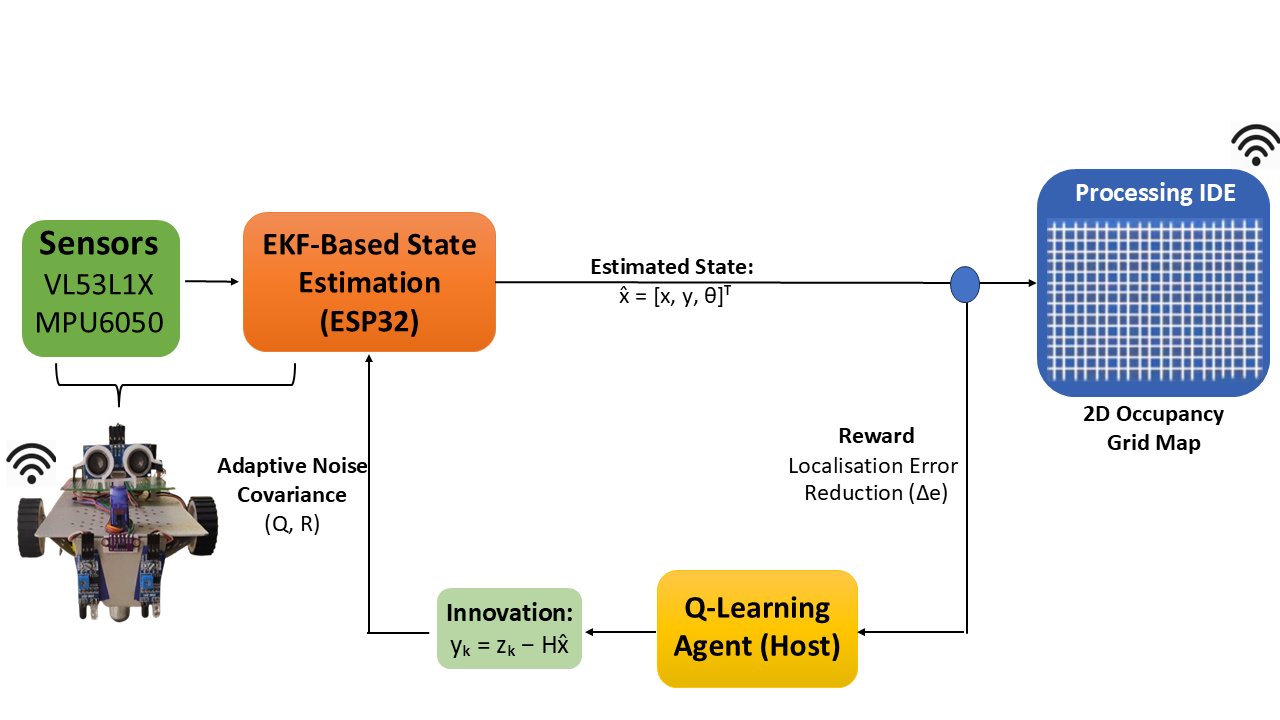 Processing IDE
Sensors
VL53L1X
MPU6050
EKF-Based State
Estimation
(ESP32)
Estimated State:
x̂ = [x, y, θ]ᵀ
2D Occupancy
Grid Map
Reward
Localisation Error
Reduction (Δe)
Adaptive Noise
Covariance
(Q, R)
Innovation:
yₖ = zₖ − Hx̂
Q-Learning
Agent (Host)